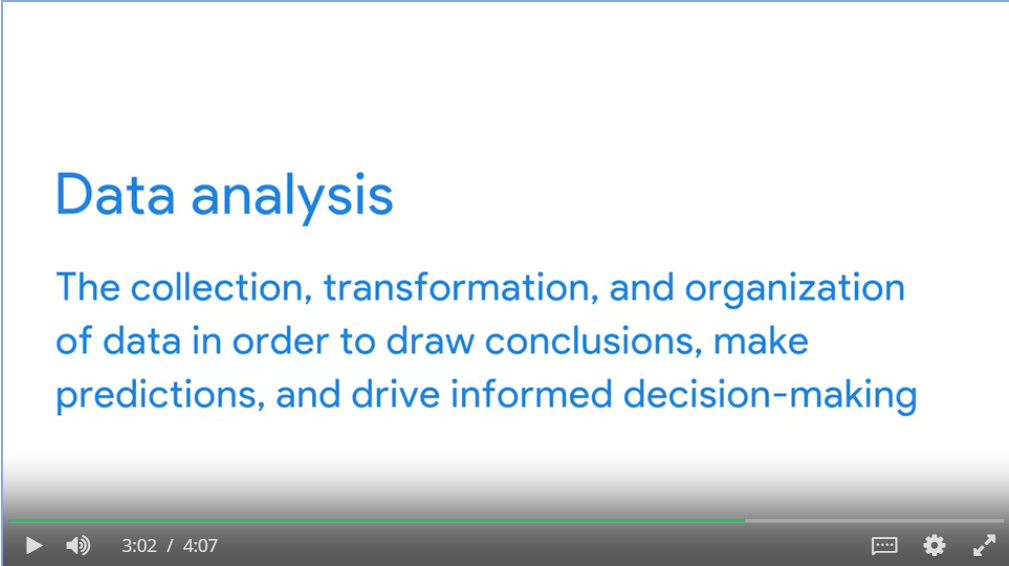 Data analysis
The collection, transformation, and organization
of data in order to draw conclusions, make
predictions, and drive informed decision-making
3:02 / 4:07